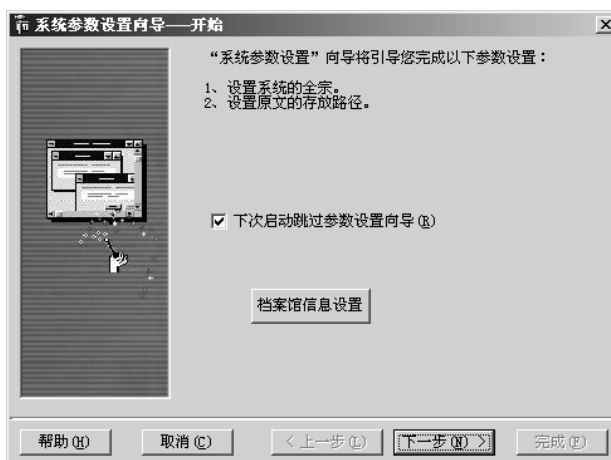 系统参数设置向导——开始
“系统参数设置”向导将引导您完成以下参数设置：
1、设置系统的全宗。
2、设置原文的存放路径。
下次启动跳过参数设置向导(R)
档案馆信息设置
帮助(H)
取消(C)
< 上一步(L)
下一步(N) >
完成(F)